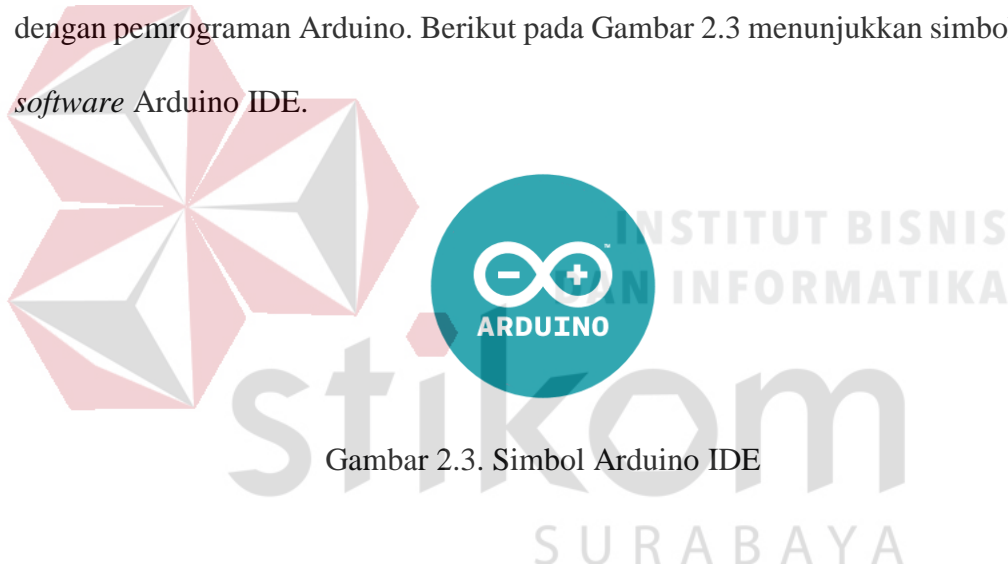 dengan pemrograman Arduino. Berikut pada Gambar 2.3 menunjukkan simbo
software Arduino IDE.
INSTITUT BISNIS
DAN INFORMATIKA
ARDUINO
stikom
Gambar 2.3. Simbol Arduino IDE
SURABAYA